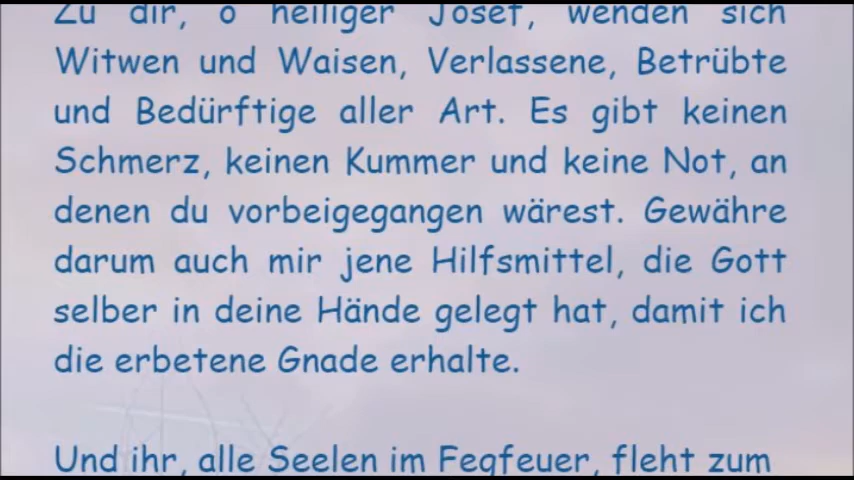 Zu dir, o heiliger Josef, wenden sich
Witwen und Waisen, Verlassene, Betrübte
und Bedürftige aller Art. Es gibt keinen
Schmerz, keinen Kummer und keine Not, an
denen du vorbeigegangen wärest. Gewähre
darum auch mir jene Hilfsmittel, die Gott
selber in deine Hände gelegt hat, damit ich
die erbetene Gnade erhalte.
Und ihr, alle Seelen im Fegfeuer, fleht zum